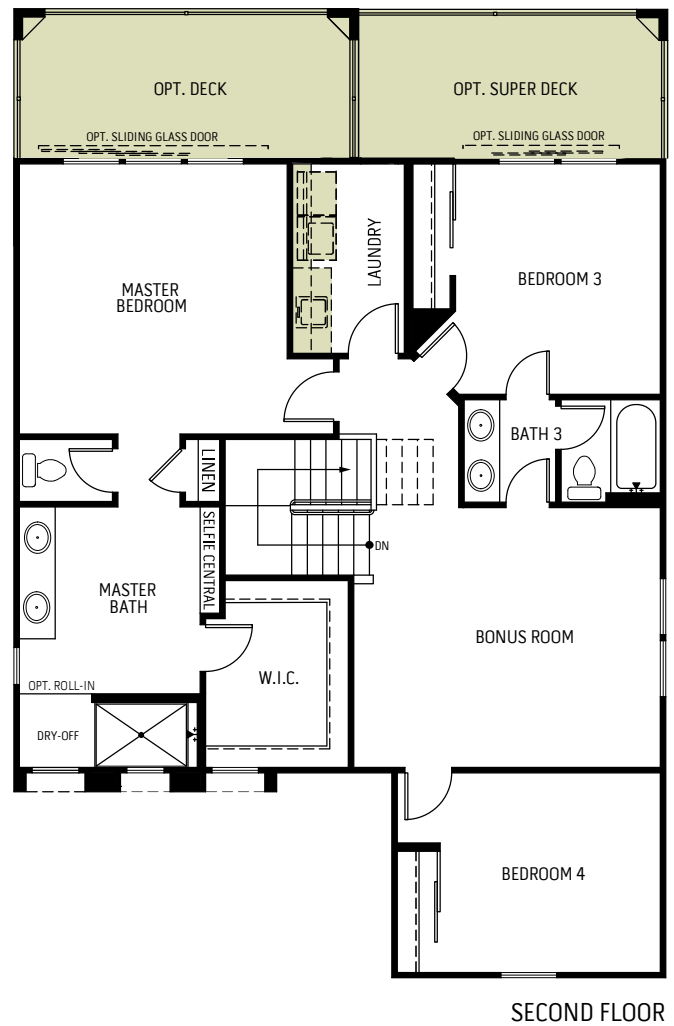 OPT. DECK
OPT. SUPER DECK
OPT. SLIDING GLASS DOOR
OPT. SLIDING GLASS DOOR
MASTER
BEDROOM
LAUNDRY
BEDROOM 3
BATH 3
LINEN
SELFIE CENTRAL
DN
MASTER
BATH
BONUS ROOM
W.I.C.
OPT. ROLL-IN
DRY-OFF
BEDROOM 4
SECOND FLOOR